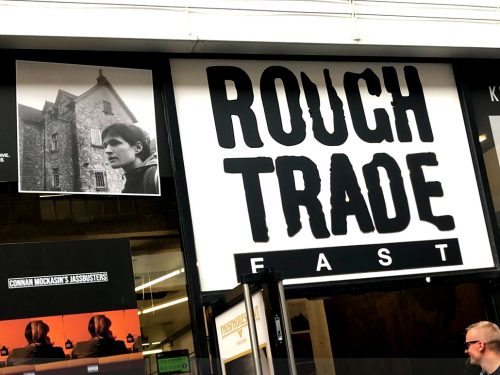 ROUGH
TRADE
EAST
CONNAN MOCKASIN'S JASSBUSTERS